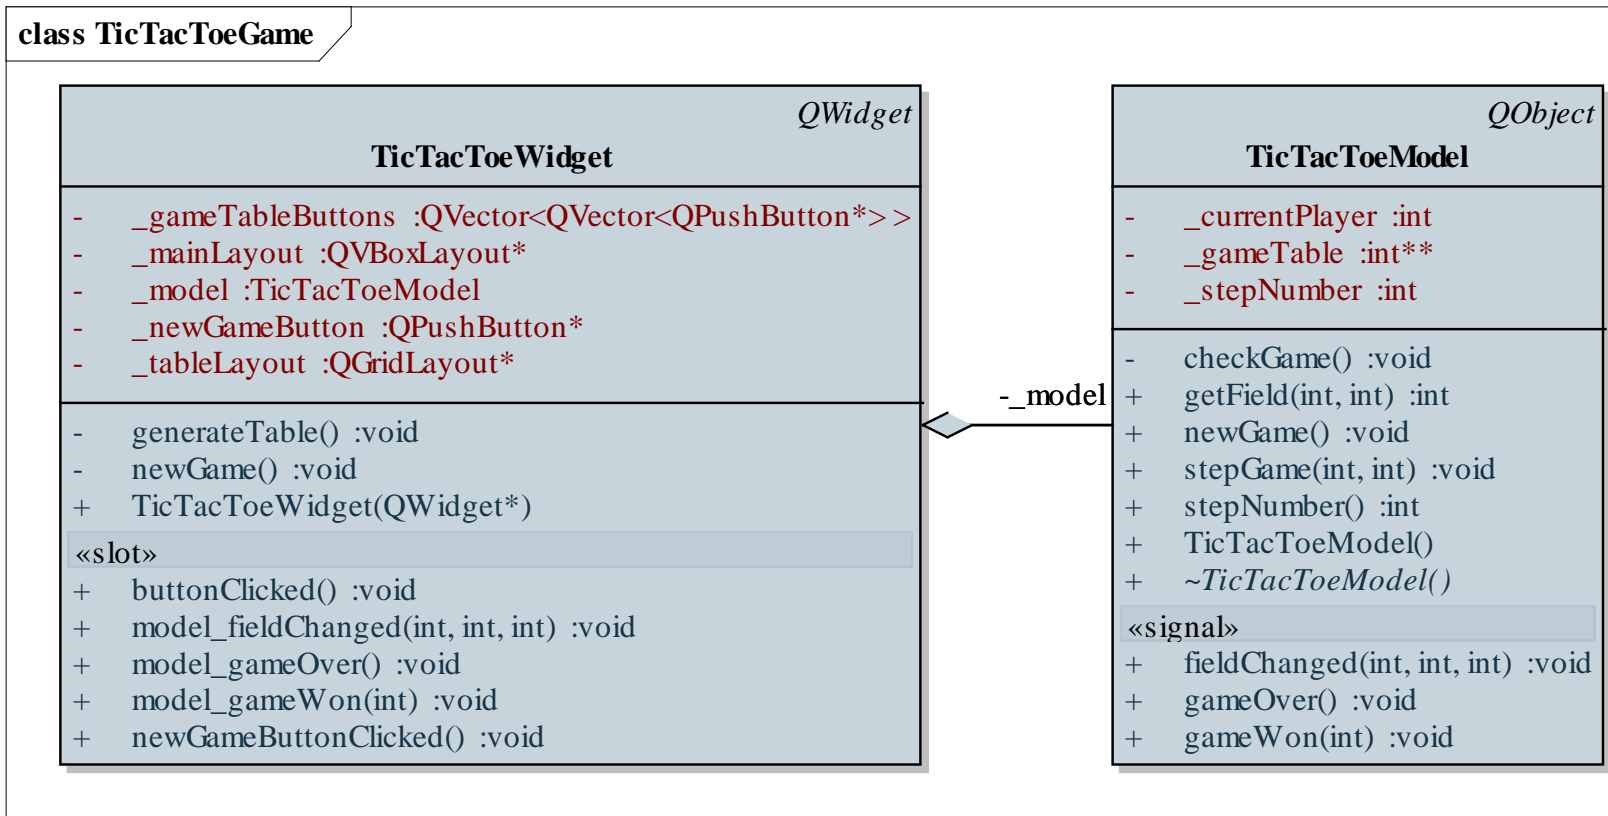 class TicTacToeGame
QWidget
TicTacToeWidget
- _gameTableButtons :QVector<QVector<QPushButton*>>
- _mainLayout :QVBoxLayout*
- _model :TicTacToeModel
- _newGameButton :QPushButton*
- _tableLayout :QGridLayout*
- generateTable() :void
- newGame() :void
+ TicTacToeWidget(QWidget*)
«slot»
+ buttonClicked() :void
+ model_fieldChanged(int, int, int) :void
+ model_gameOver() :void
+ model_gameWon(int) :void
+ newGameButtonClicked() :void
-_model
QObject
TicTacToeModel
- _currentPlayer :int
- _gameTable :int**
- _stepNumber :int
- checkGame() :void
+ getField(int, int) :int
+ newGame() :void
+ stepGame(int, int) :void
+ stepNumber() :int
+ TicTacToeModel()
+ ~TicTacToeModel()
«signal»
+ fieldChanged(int, int, int) :void
+ gameOver() :void
+ gameWon(int) :void